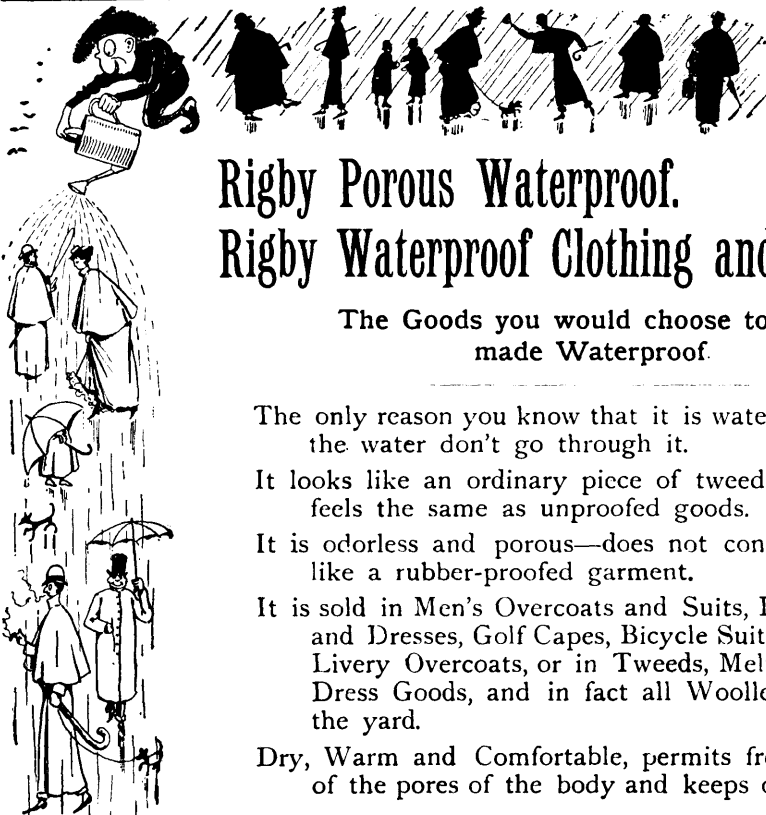 Rigby Porous Waterproof.
Rigby Waterproof Clothing and
The Goods you would choose to
made Waterproof.
The only reason you know that it is wate
the water don't go through it.
It looks like an ordinary piece of tweed
feels the same as unproofed goods.
It is odorless and porous—does not con
like a rubber-proofed garment.
It is sold in Men's Overcoats and Suits,
and Dresses, Golf Capes, Bicycle Suit
Livery Overcoats, or in Tweeds, Mel
Dress Goods, and in fact all Woolle
the yard.
Dry, Warm and Comfortable, permits fr
of the pores of the body and keeps